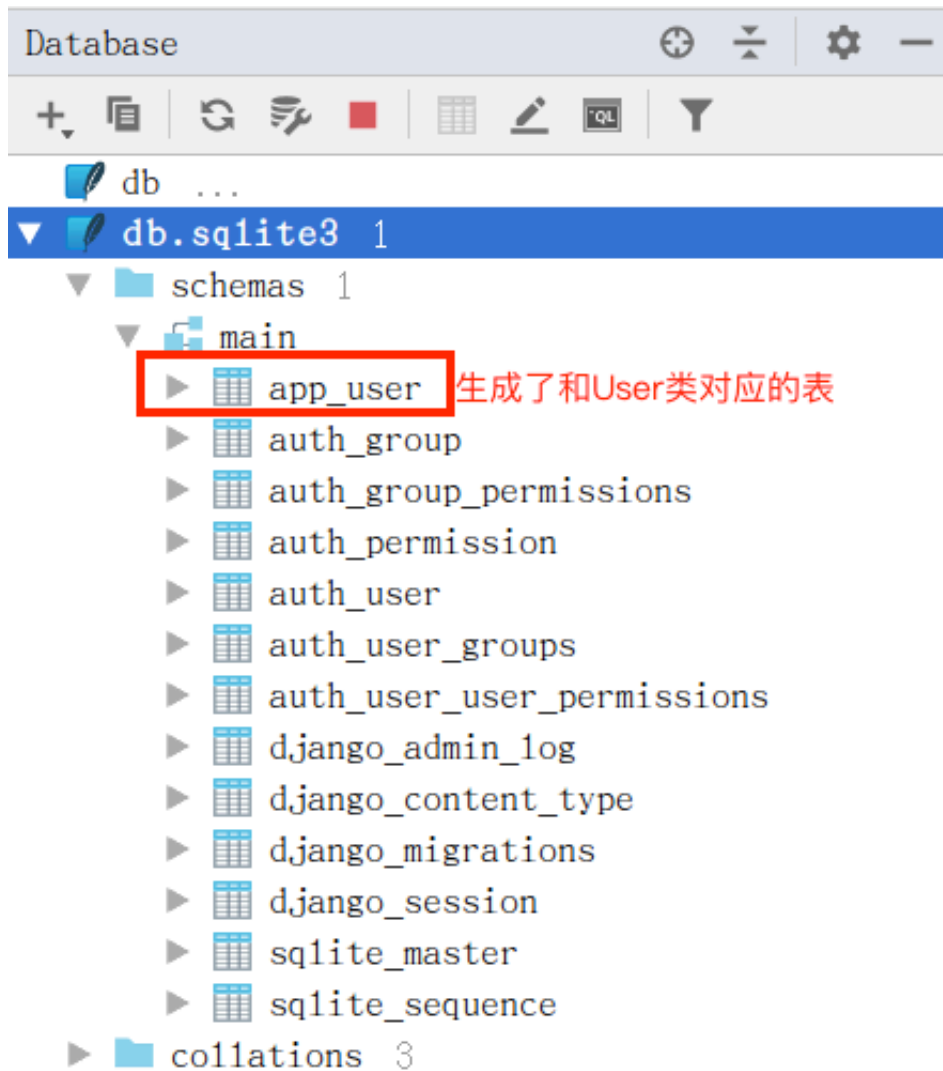 Database
db ...
db.sqlite3 1
schemas 1
main
app_user 生成了和User类对应的表
auth_group
auth_group_permissions
auth_permission
auth_user
auth_user_groups
auth_user_user_permissions
django_admin_log
django_content_type
django_migrations
django_session
sqlite_master
sqlite_sequence
collations 3